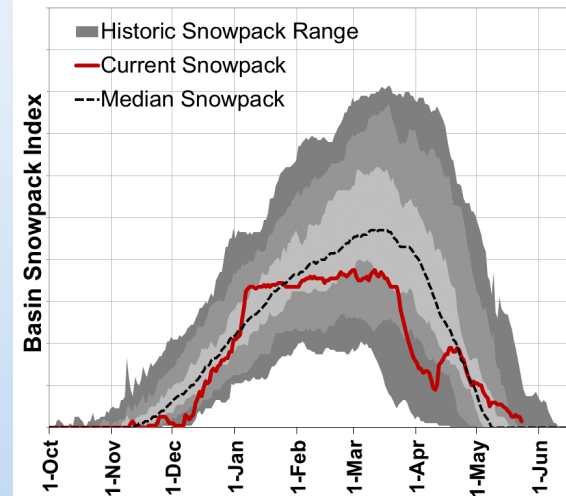 Historic Snowpack Range
Current Snowpack
Median Snowpack
Basin Snowpack Index
1-Oct
1-Nov
1-Dec
1-Jan
1-Feb
1-Mar
1-Apr
1-May
1-Jun